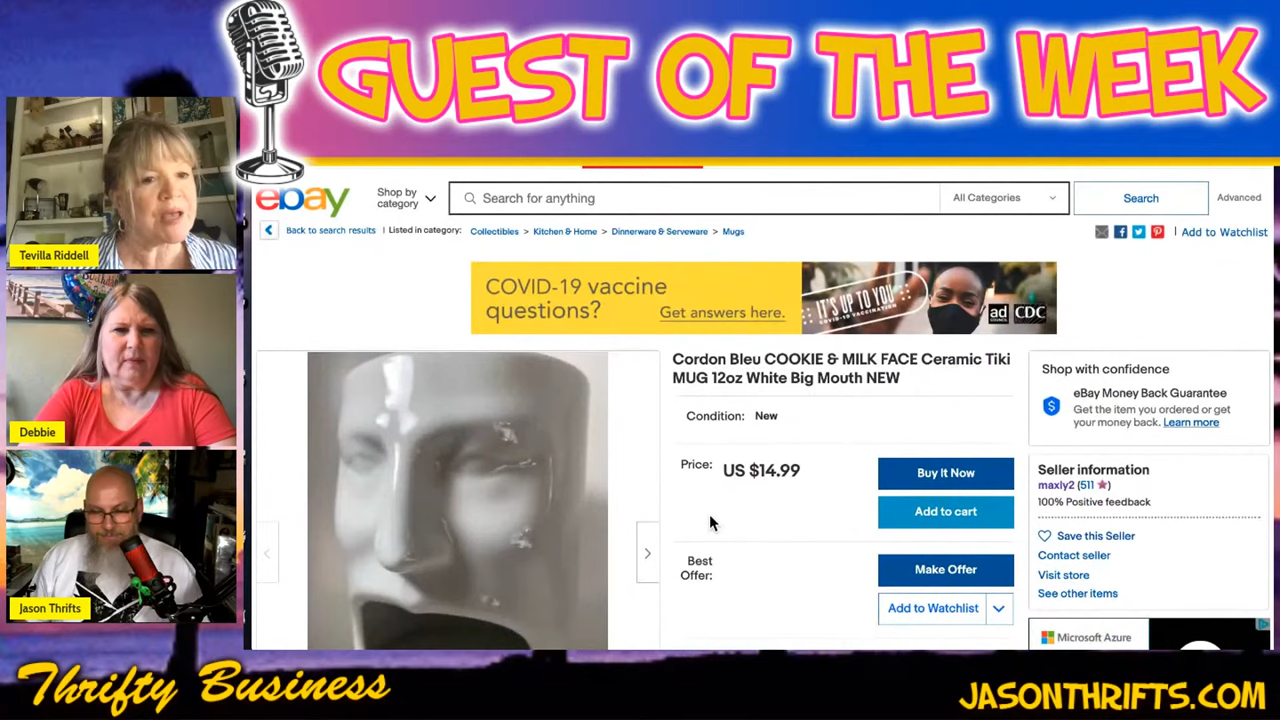 GUEST OF THE WEEK
Tevilla Riddell
Debbie
Jason Thrifts
ebay
Shop by
category
Search for anything
All Categories
Search
Advanced
Back to search results
Listed in category:
Collectibles > Kitchen & Home > Dinnerware & Serveware > Mugs
Add to Watchlist
COVID-19 vaccine
questions?
Get answers here.
IT'S UP TO YOU
COVID-19 VACCINATION
ad
COUNCIL
CDC
Cordon Bleu COOKIE & MILK FACE Ceramic Tiki
MUG 12oz White Big Mouth NEW
Condition: New
Price: US $14.99
Buy It Now
Add to cart
Best
Offer:
Make Offer
Add to Watchlist
Shop with confidence
eBay Money Back Guarantee
Get the item you ordered or get
your money back. Learn more
Seller information
maxly2 (511 ★)
100% Positive feedback
Save this Seller
Contact seller
Visit store
See other items
Microsoft Azure
Thrifty Business
JASONTHRIFTS.COM